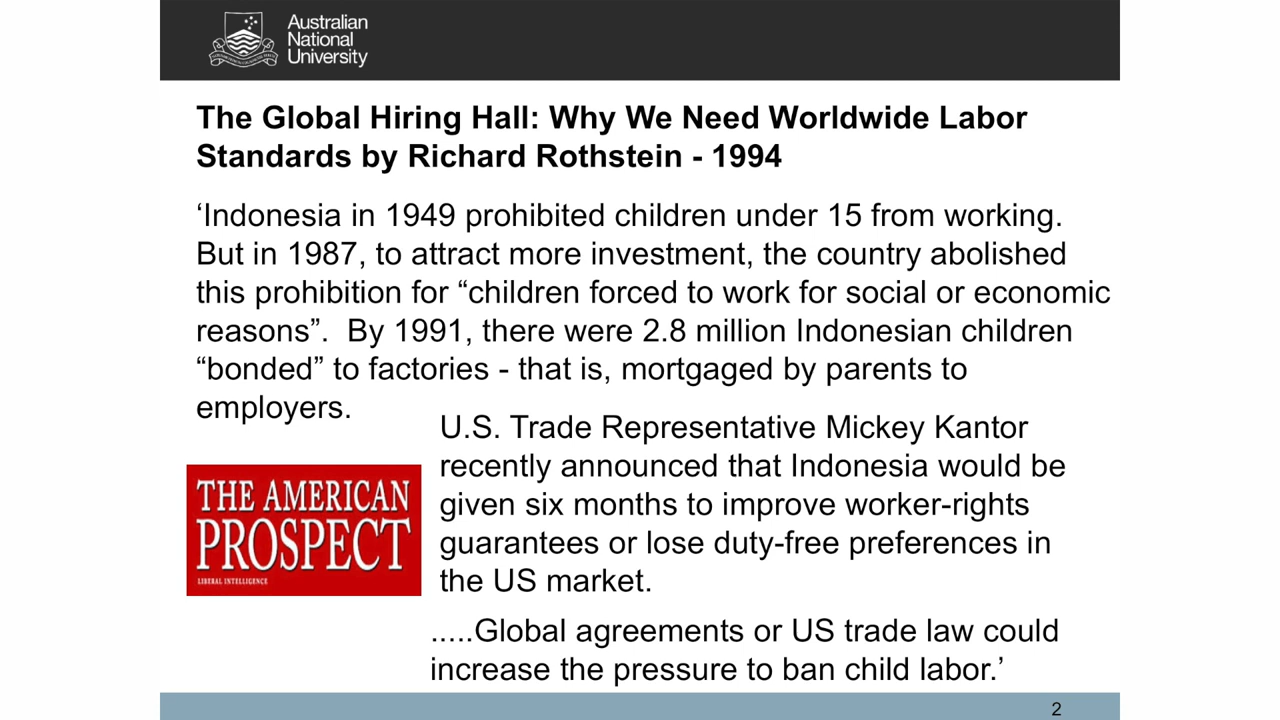 Australian
National
University
The Global Hiring Hall: Why We Need Worldwide Labor
Standards by Richard Rothstein - 1994
‘Indonesia in 1949 prohibited children under 15 from working.
But in 1987, to attract more investment, the country abolished
this prohibition for “children forced to work for social or economic
reasons”.  By 1991, there were 2.8 million Indonesian children
“bonded” to factories - that is, mortgaged by parents to
employers.
U.S. Trade Representative Mickey Kantor
recently announced that Indonesia would be
given six months to improve worker-rights
guarantees or lose duty-free preferences in
the US market.
THE AMERICAN
PROSPECT
LIBERAL INTELLIGENCE
.....Global agreements or US trade law could
increase the pressure to ban child labor.’
2